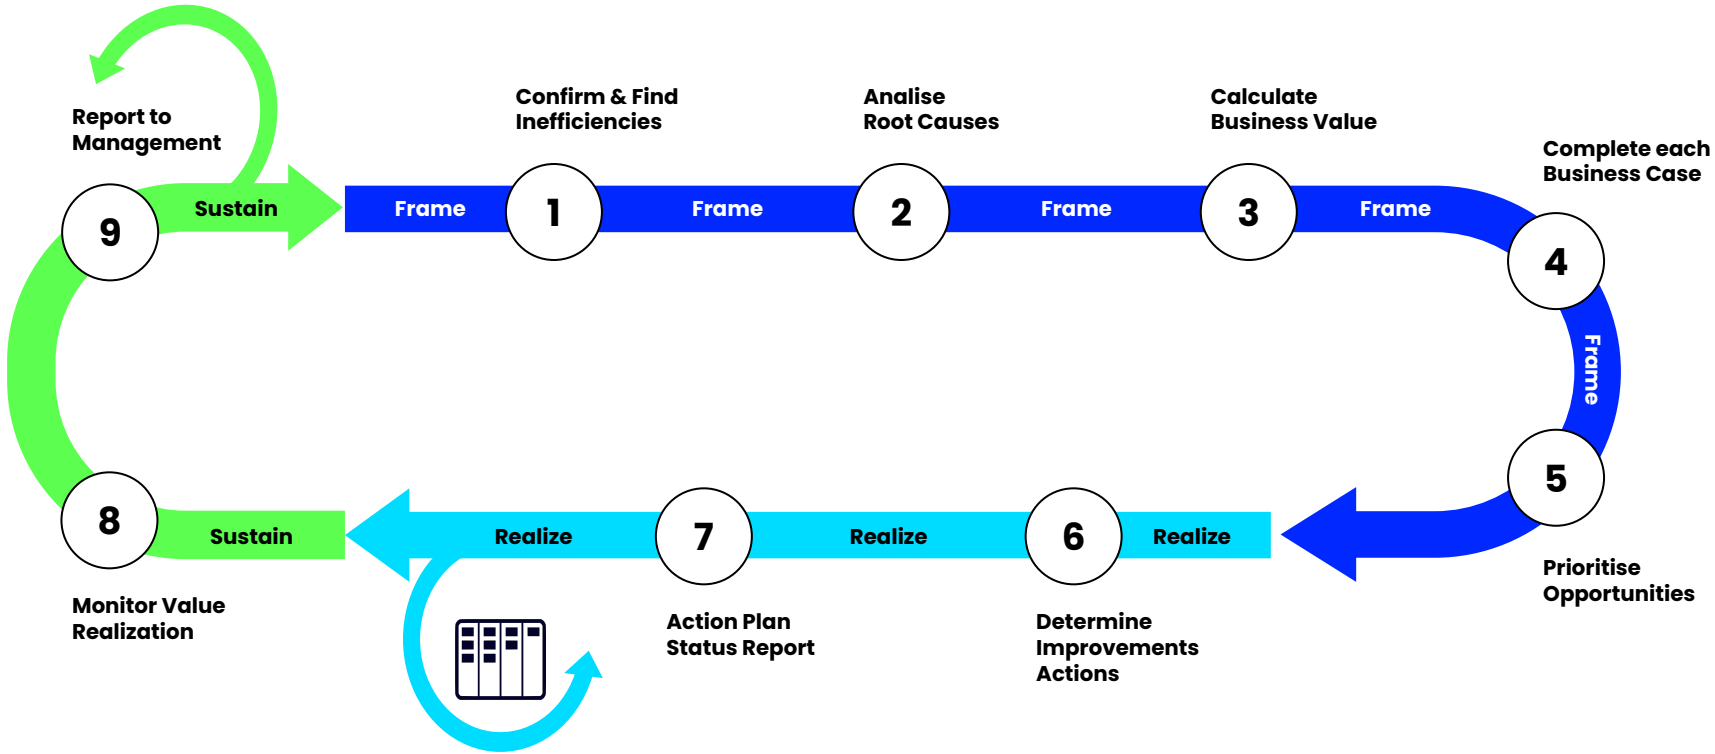 Report to
Management
Confirm & Find
Inefficiencies
Analise
Root Causes
Calculate
Business Value
Complete each
Business Case
9
Sustain
Frame
1
Frame
2
Frame
3
Frame
4
Frame
5
Prioritise
Opportunities
Realize
6
Determine
Improvements
Actions
Realize
7
Action Plan
Status Report
Realize
Sustain
8
Monitor Value
Realization